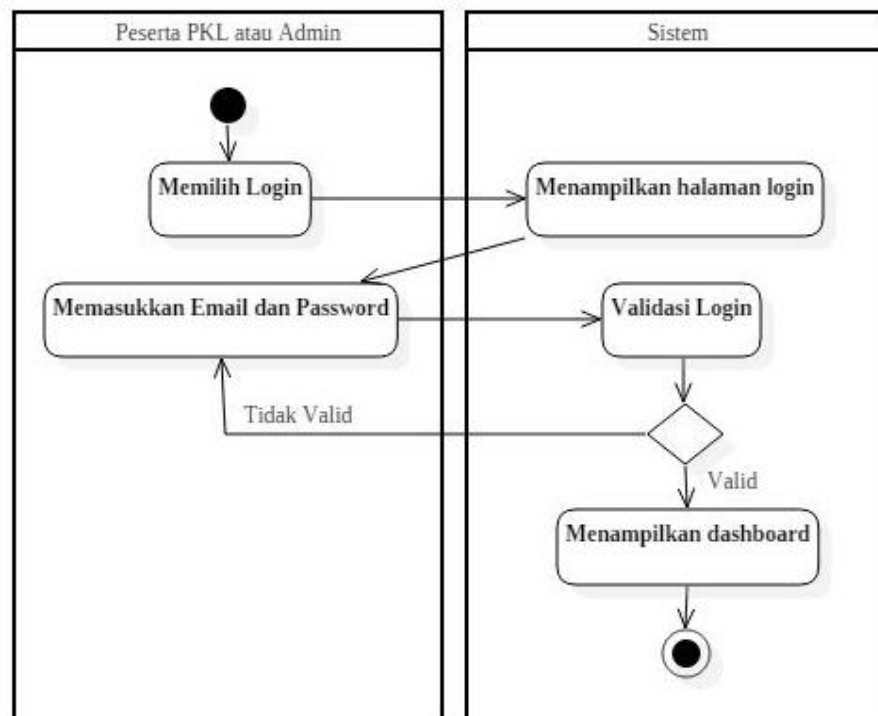 Peserta PKL atau Admin
Sistem
Memilih Login
Menampilkan halaman login
Memasukkan Email dan Password
Validasi Login
Tidak Valid
Valid
Menampilkan dashboard